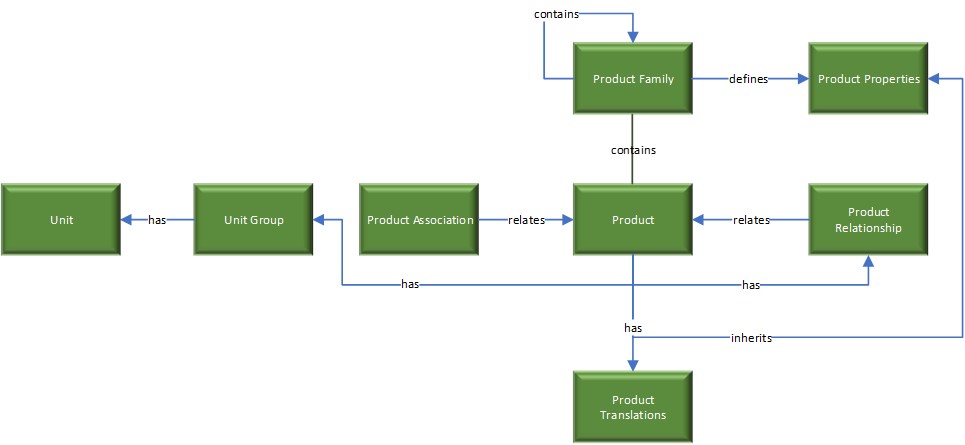 contains
Product Family
defines
Product Properties
contains
Unit
has
Unit Group
Product Association
relates
Product
relates
Product
Relationship
has
has
has
inherits
Product
Translations